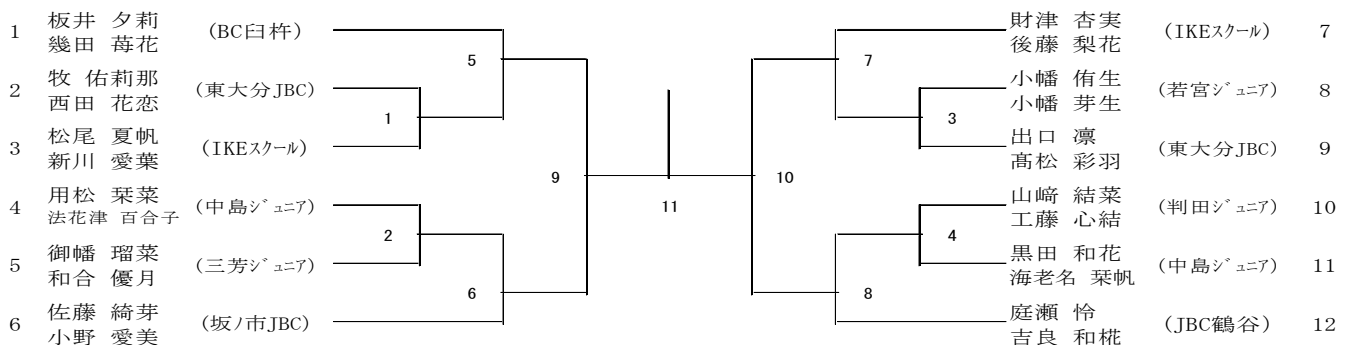 1 板井 夕莉 (BC臼杵)
幾田 苺花
2 牧 佑莉那 (東大分JBC)
西田 花恋
3 松尾 夏帆 (IKEスクール)
新川 愛葉
4 用松 栞菜 (中島ジュニア)
法花津 百合子
5 御幡 瑠菜 (三芳ジュニア)
和合 優月
6 佐藤 綺芽 (坂ノ市JBC)
小野 愛美
5
1
2
6
9
11
10
7
3
4
8
財津 杏実 (IKEスクール) 7
後藤 梨花
小幡 侑生 (若宮ジュニア) 8
小幡 芽生
出口 凛 (東大分JBC) 9
髙松 彩羽
山﨑 結菜 (判田ジュニア) 10
工藤 心結
黒田 和花 (中島ジュニア) 11
海老名 栞帆
庭瀬 怜 (JBC鶴谷) 12
吉良 和椛